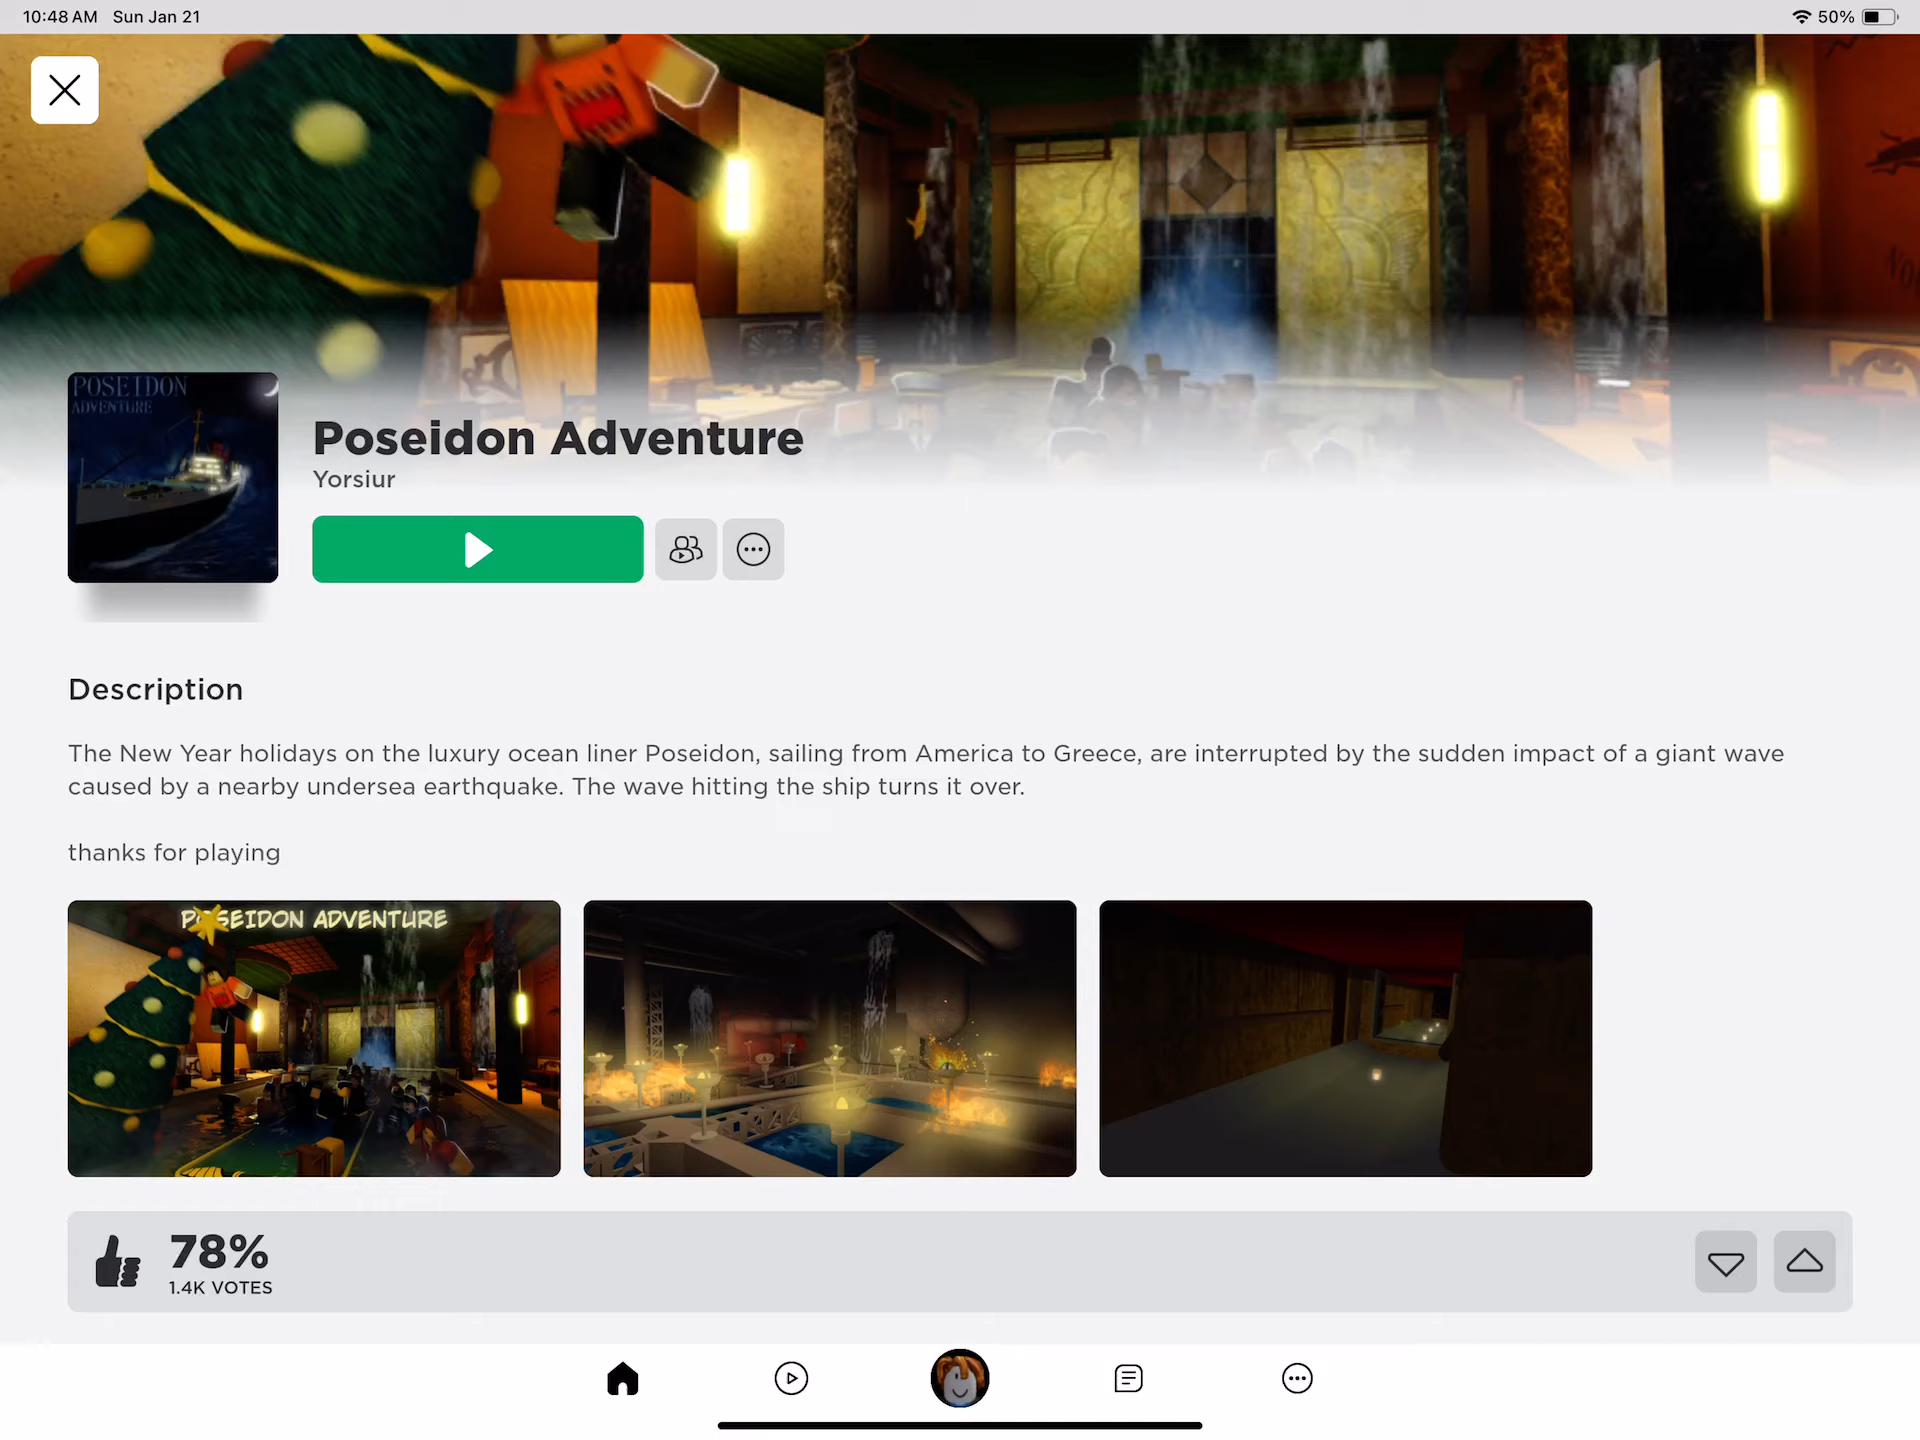 10:48 AM Sun Jan 21
50%
POSEIDON
ADVENTURE
Poseidon Adventure
Yorsiur
Description
The New Year holidays on the luxury ocean liner Poseidon, sailing from America to Greece, are interrupted by the sudden impact of a giant wave
caused by a nearby undersea earthquake. The wave hitting the ship turns it over.
thanks for playing
POSEIDON ADVENTURE
78%
1.4K VOTES